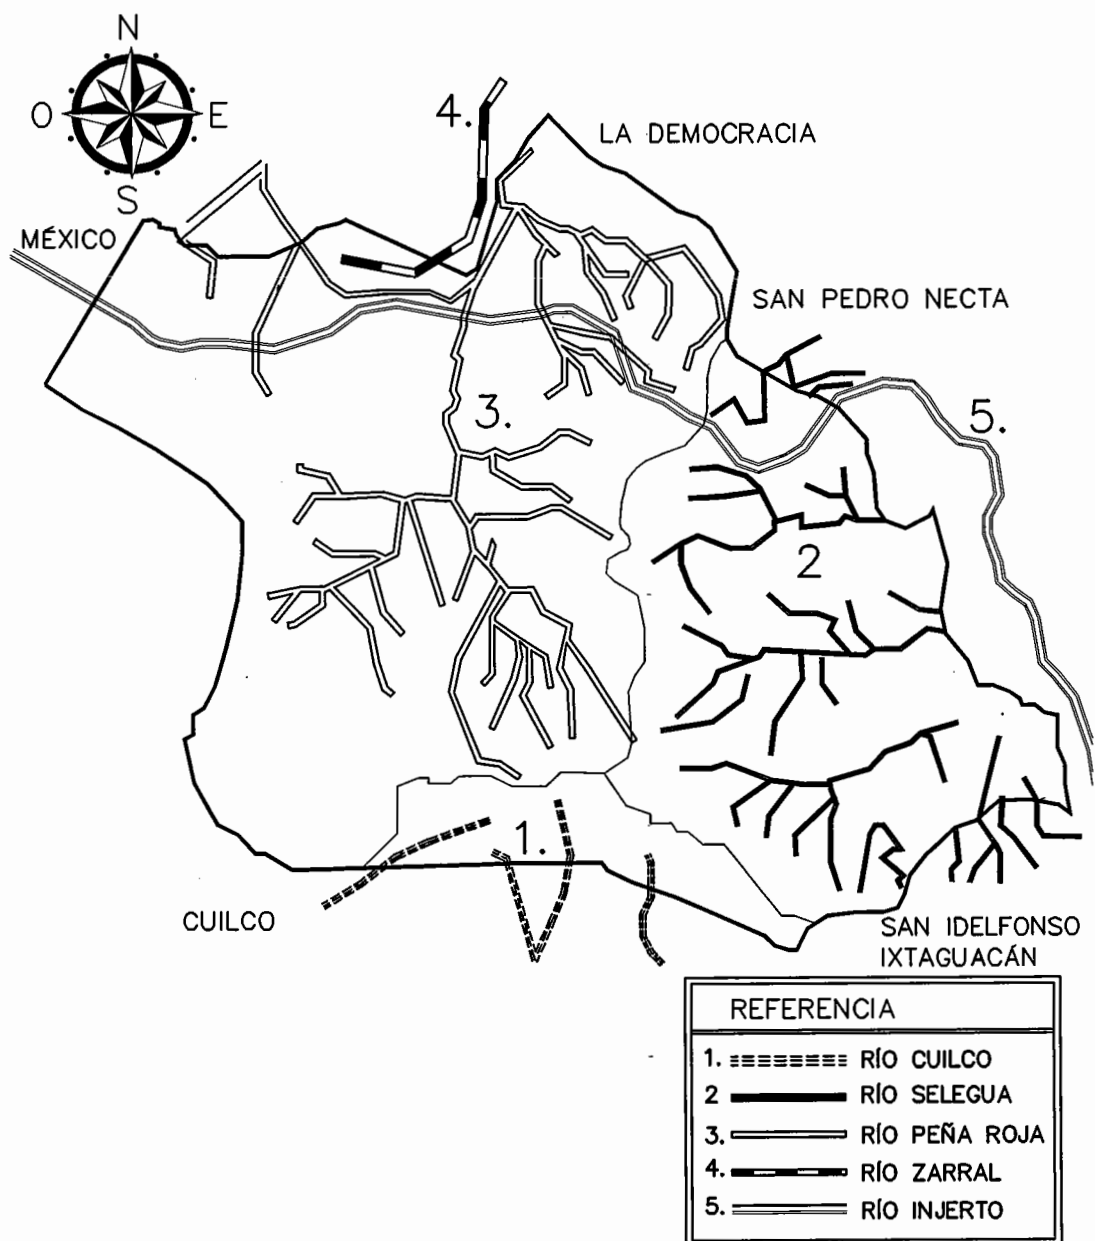 N
4.
LA DEMOCRACIA
O
E
S
MÉXICO
SAN PEDRO NECTA
3.
5.
2
1.
CUILCO
SAN IDELFONSO
IXTAGUACÁN
REFERENCIA
1. RÍO CUILCO
2 RÍO SELEGUA
3. RÍO PEÑA ROJA
4. RÍO ZARRAL
5. RÍO INJERTO